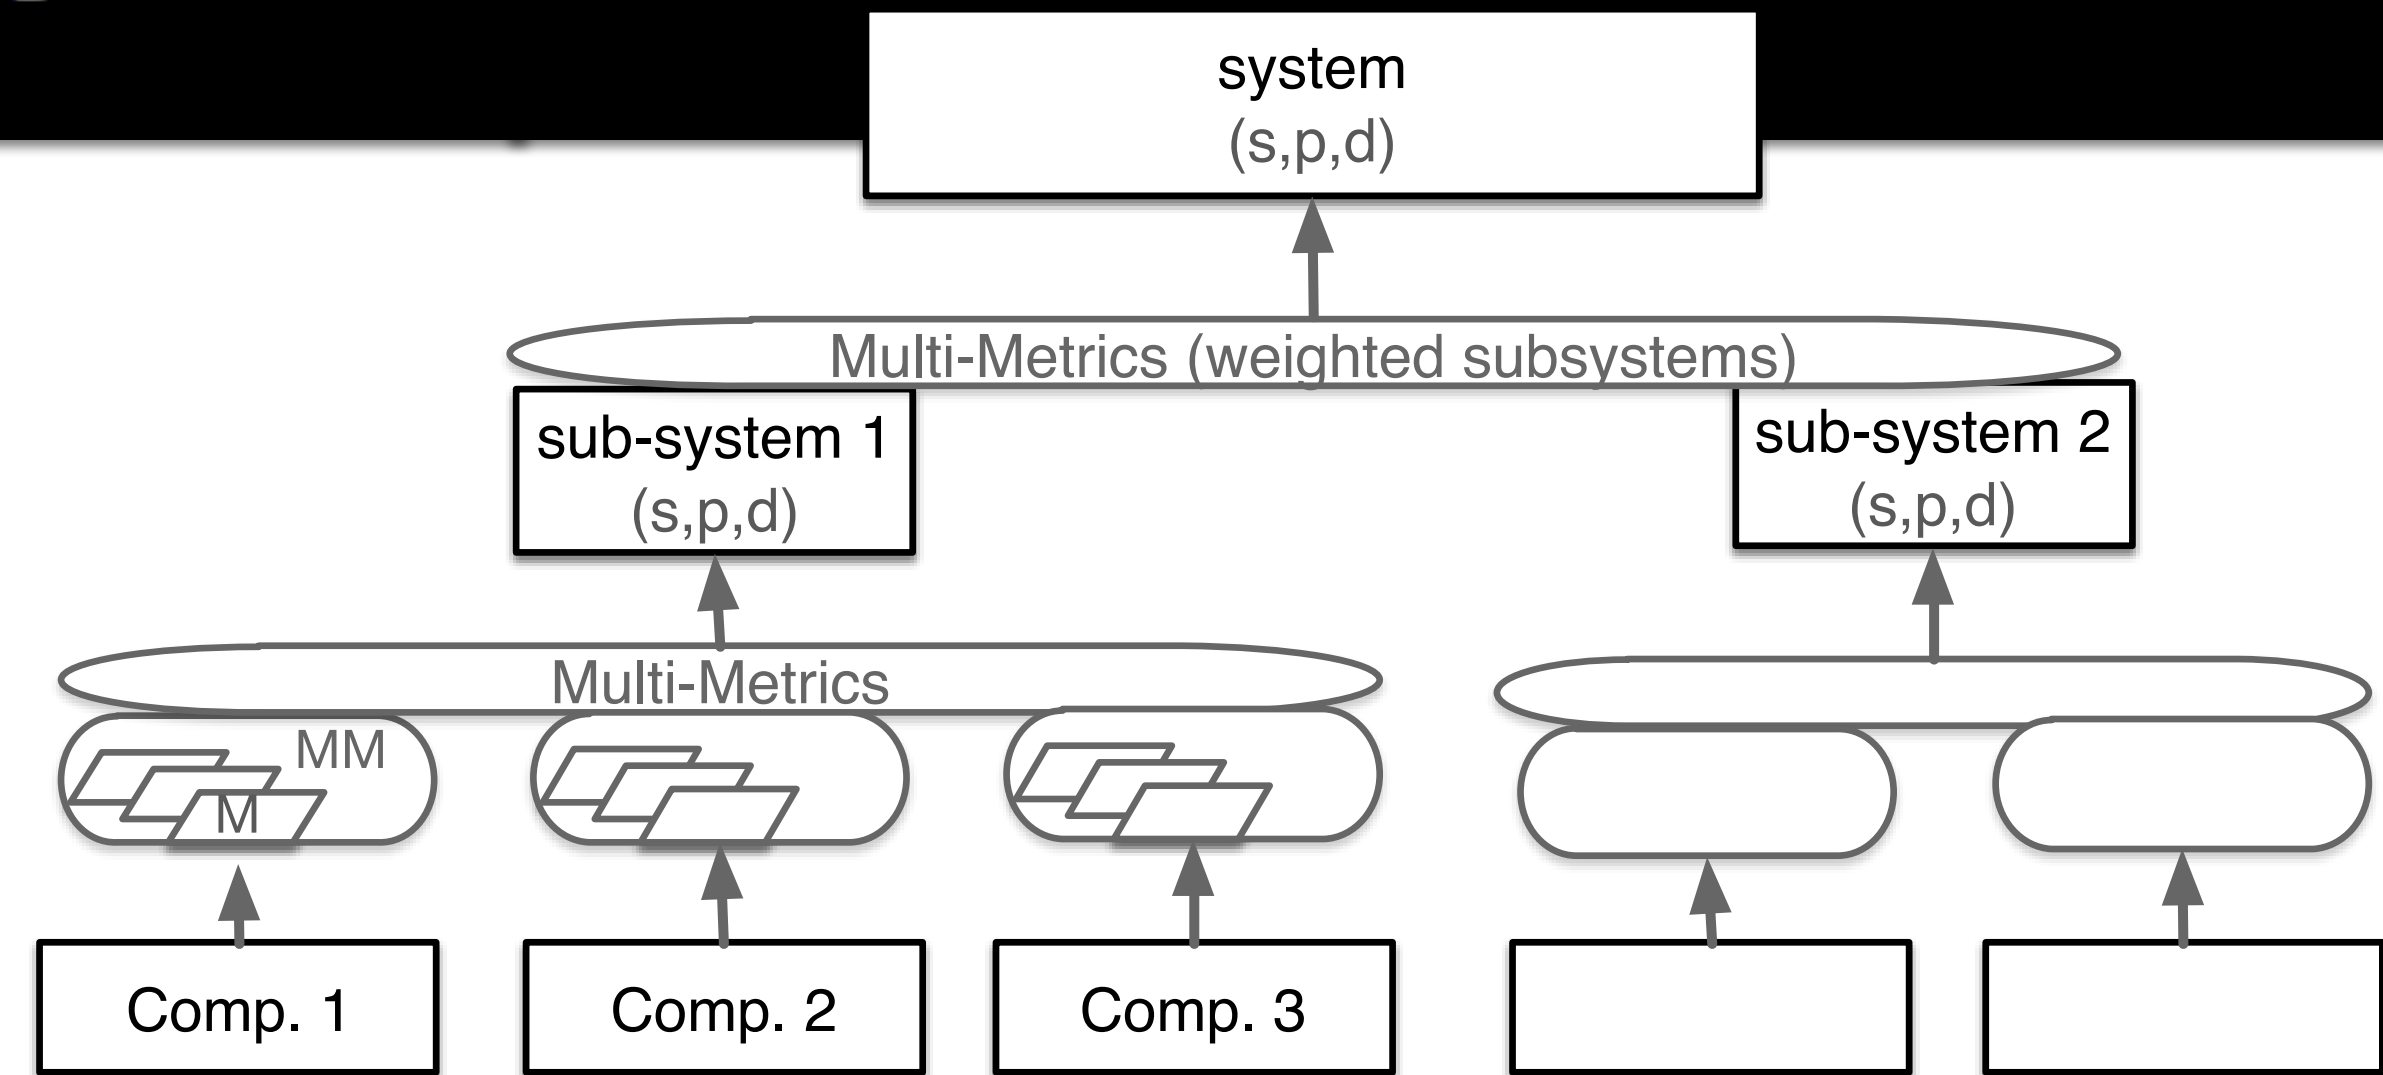 system
(s,p,d)
Multi-Metrics (weighted subsystems)
sub-system 1
(s,p,d)
sub-system 2
(s,p,d)
Multi-Metrics
MM
M
Comp. 1
Comp. 2
Comp. 3